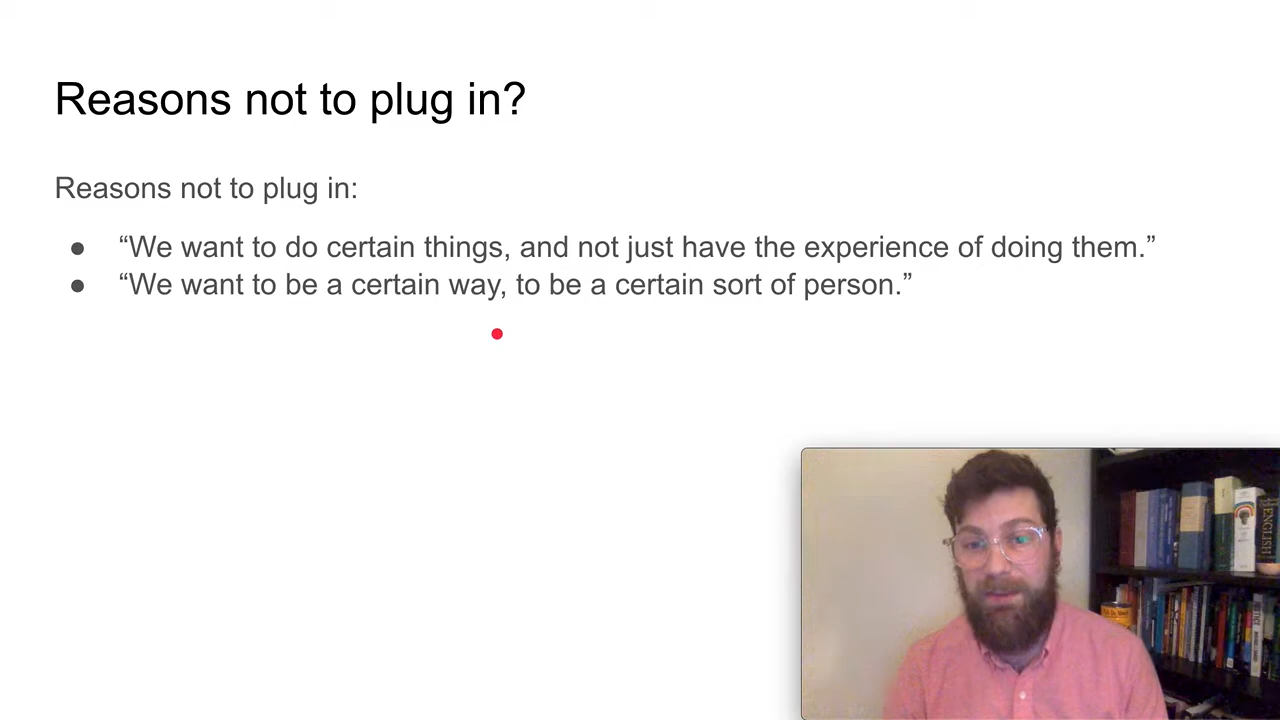 Reasons not to plug in?
Reasons not to plug in:
● “We want to do certain things, and not just have the experience of doing them.”
● “We want to be a certain way, to be a certain sort of person.”
ENGLISH